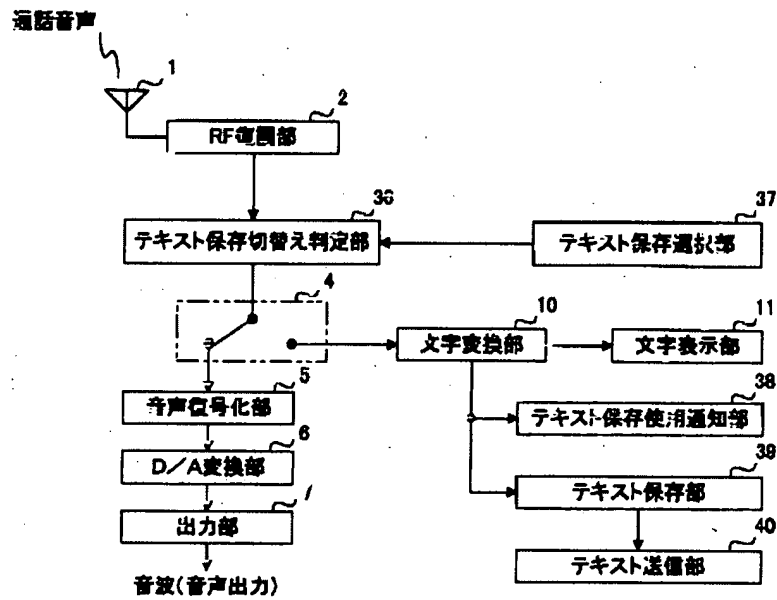 通話音声
1
2
RF復調部
36
37
テキスト保存切替え判定部
テキスト保存選択部
4
10
11
文字変換部
文字表示部
5
38
音声復号化部
テキスト保存使用通知部
6
39
D/A変換部
テキスト保存部
出力部
40
テキスト送信部
音波(音声出力)